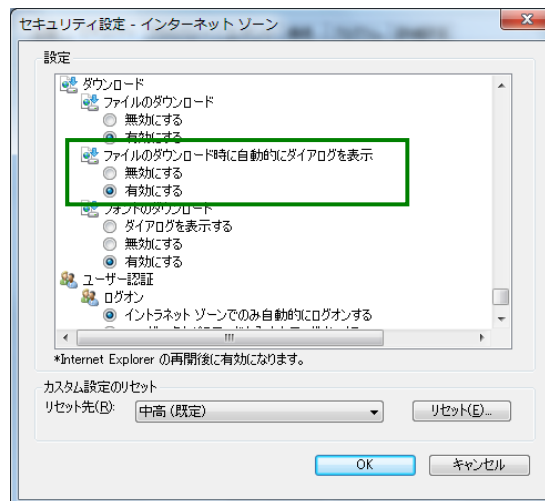 セキュリティ設定 - インターネット ゾーン
設定
ダウンロード
ファイルのダウンロード
無効にする
有効にする
ファイルのダウンロード時に自動的にダイアログを表示
無効にする
有効にする
フォントのダウンロード
ダイアログを表示する
無効にする
有効にする
ユーザー認証
ログオン
イントラネット ゾーンでのみ自動的にログオンする
*Internet Explorer の再開後に有効になります。
カスタム設定のリセット
リセット先(R):
中高 (既定)
リセット(E)...
OK
キャンセル